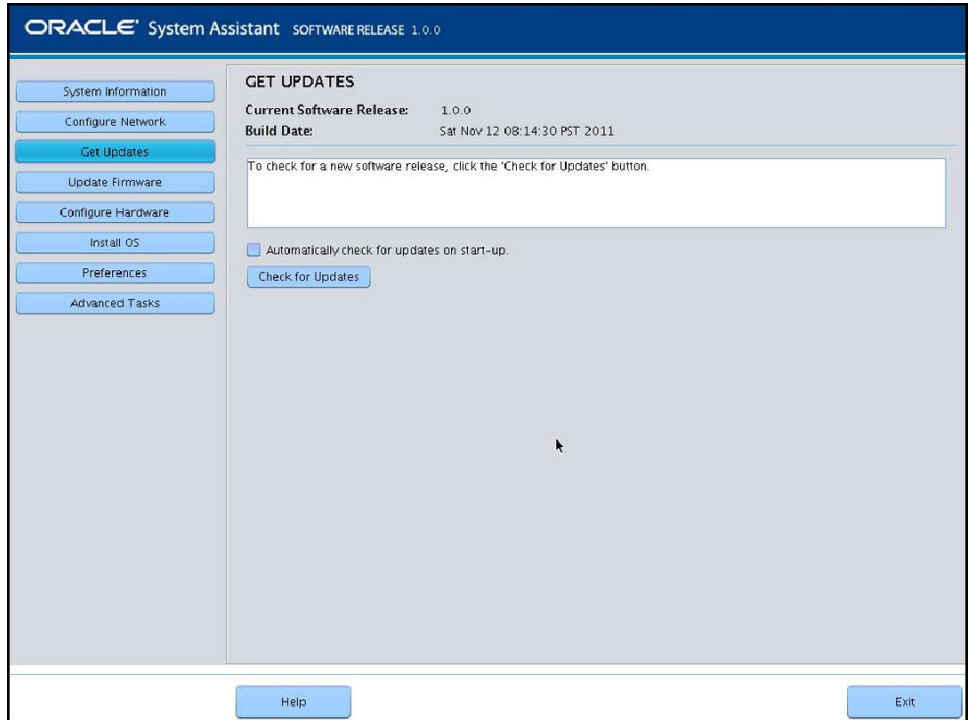 ORACLE' System Assistant SOFTWARE RELEASE 1.0.0
System Information
Configure Network
Get Updates
Update Firmware
Configure Hardware
Install OS
Preferences
Advanced Tasks
GET UPDATES
Current Software Release: 1.0.0
Build Date: Sat Nov 12 08:14:30 PST 2011
To check for a new software release, click the 'Check for Updates' button.
Automatically check for updates on start-up.
Check for Updates
Help
Exit